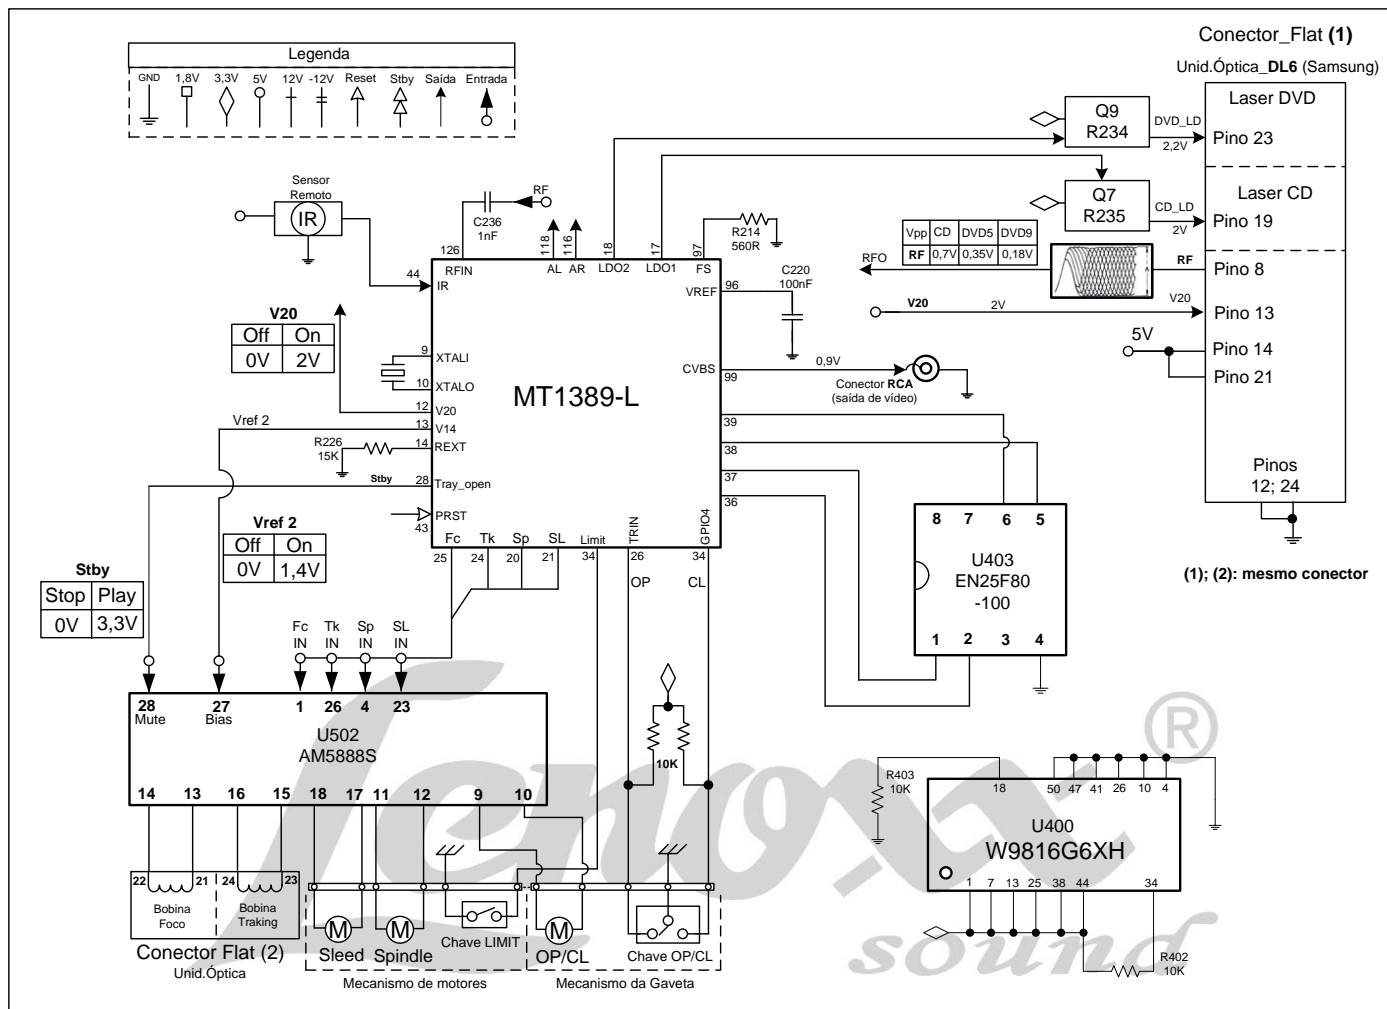 Legenda
GND 1,8V 3,3V 5V 12V -12V Reset Stby Saída Entrada
Conector_Flat (1)
Unid.Óptica_DL6 (Samsung)
Laser DVD
Pino 23
Laser CD
Pino 19
Pino 8
Pino 13
Pino 14
Pino 21
Pinos
12; 24
(1); (2): mesmo conector
Q9
R234
DVD_LD
2,2V
Q7
R235
CD_LD
2V
Vpp CD DVD5 DVD9
RF 0,7V 0,35V 0,18V
RFO
RF
V20
2V
V20
5V
Sensor
Remoto
IR
C236
1nF
RF
R214
560R
126 118 116 18 17 97
RFIN AL AR LDO2 LDO1 FS
44
IR
VREF
96
C220
100nF
V20
Off On
0V 2V
9
XTALI
10
XTALO
12
V20
Vref 2
13
V14
R226
15K
14
REXT
Stby
28
Tray_open
43
PRST
MT1389-L
CVBS
99
0,9V
Conector RCA
(saída de vídeo)
39
38
37
36
Fc Tk Sp SL Limit TRIN GPIO4
25 24 20 21 34 26 34
OP CL
Vref 2
Off On
0V 1,4V
Stby
Stop Play
0V 3,3V
8 7 6 5
U403
EN25F80
-100
1 2 3 4
Fc Tk Sp SL
IN IN IN IN
28 27 1 26 4 23
Mute Bias
U502
AM5888S
14 13 16 15 18 17 11 12 9 10
10K
22 21 24 23
Bobina
Foco
Bobina
Traking
Conector Flat (2)
Unid.Óptica
M
Sleed
M
Spindle
Chave LIMIT
M
OP/CL
Chave OP/CL
Mecanismo de motores
Mecanismo da Gaveta
R403
10K
18 50 47 41 26 10 4
U400
W9816G6XH
1 7 13 25 38 44 34
R402
10K
Lenoxx
®
sound